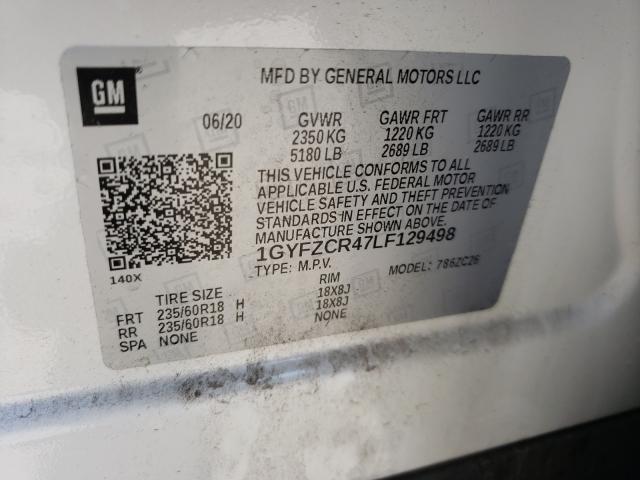 GM
MFD BY GENERAL MOTORS LLC
06/20 GVWR GAWR FRT GAWR RR
2350 KG 1220 KG 1220 KG
5180 LB 2689 LB 2689 LB
THIS VEHICLE CONFORMS TO ALL
APPLICABLE U.S. FEDERAL MOTOR
VEHICLE SAFETY AND THEFT PREVENTION
STANDARDS IN EFFECT ON THE DATE OF
MANUFACTURE SHOWN ABOVE.
1GYFZCR47LF129498
TYPE: M.P.V. MODEL: 786ZC26
140X
TIRE SIZE RIM
FRT 235/60R18 H 18X8J
RR 235/60R18 H 18X8J
SPA NONE NONE